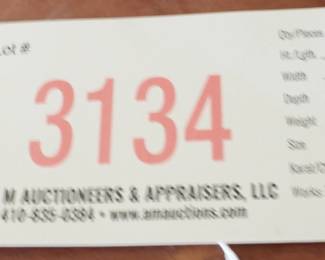 Lot #
3134
M AUCTIONEERS & APPRAISERS, LLC
410-835-0384 • www.amauctions.com
Qty/Pieces
Ht./Lgth.
Width
Depth
Weight
Size
Karat/C
Works